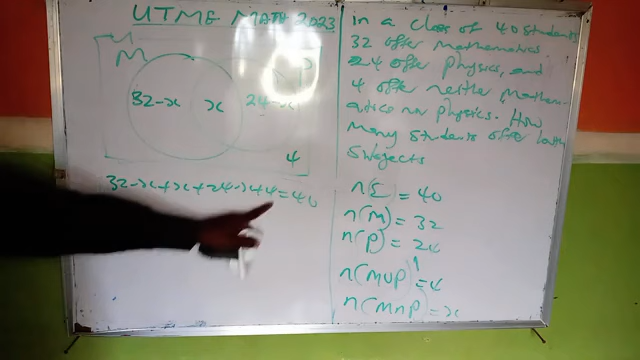 UTME MATH 2023
M
P
32-x
x
24-x
4
32-x+x+24-x+4=40
in a class of 40 students
32 offer mathematics
24 offer physics, and
4 offer neither mathem-
atics nor physics. How
many students offer both
subjects
n(Σ) = 40
n(M) = 32
n(P) = 24
n(MUP)' = 4
n(M∩P) = x